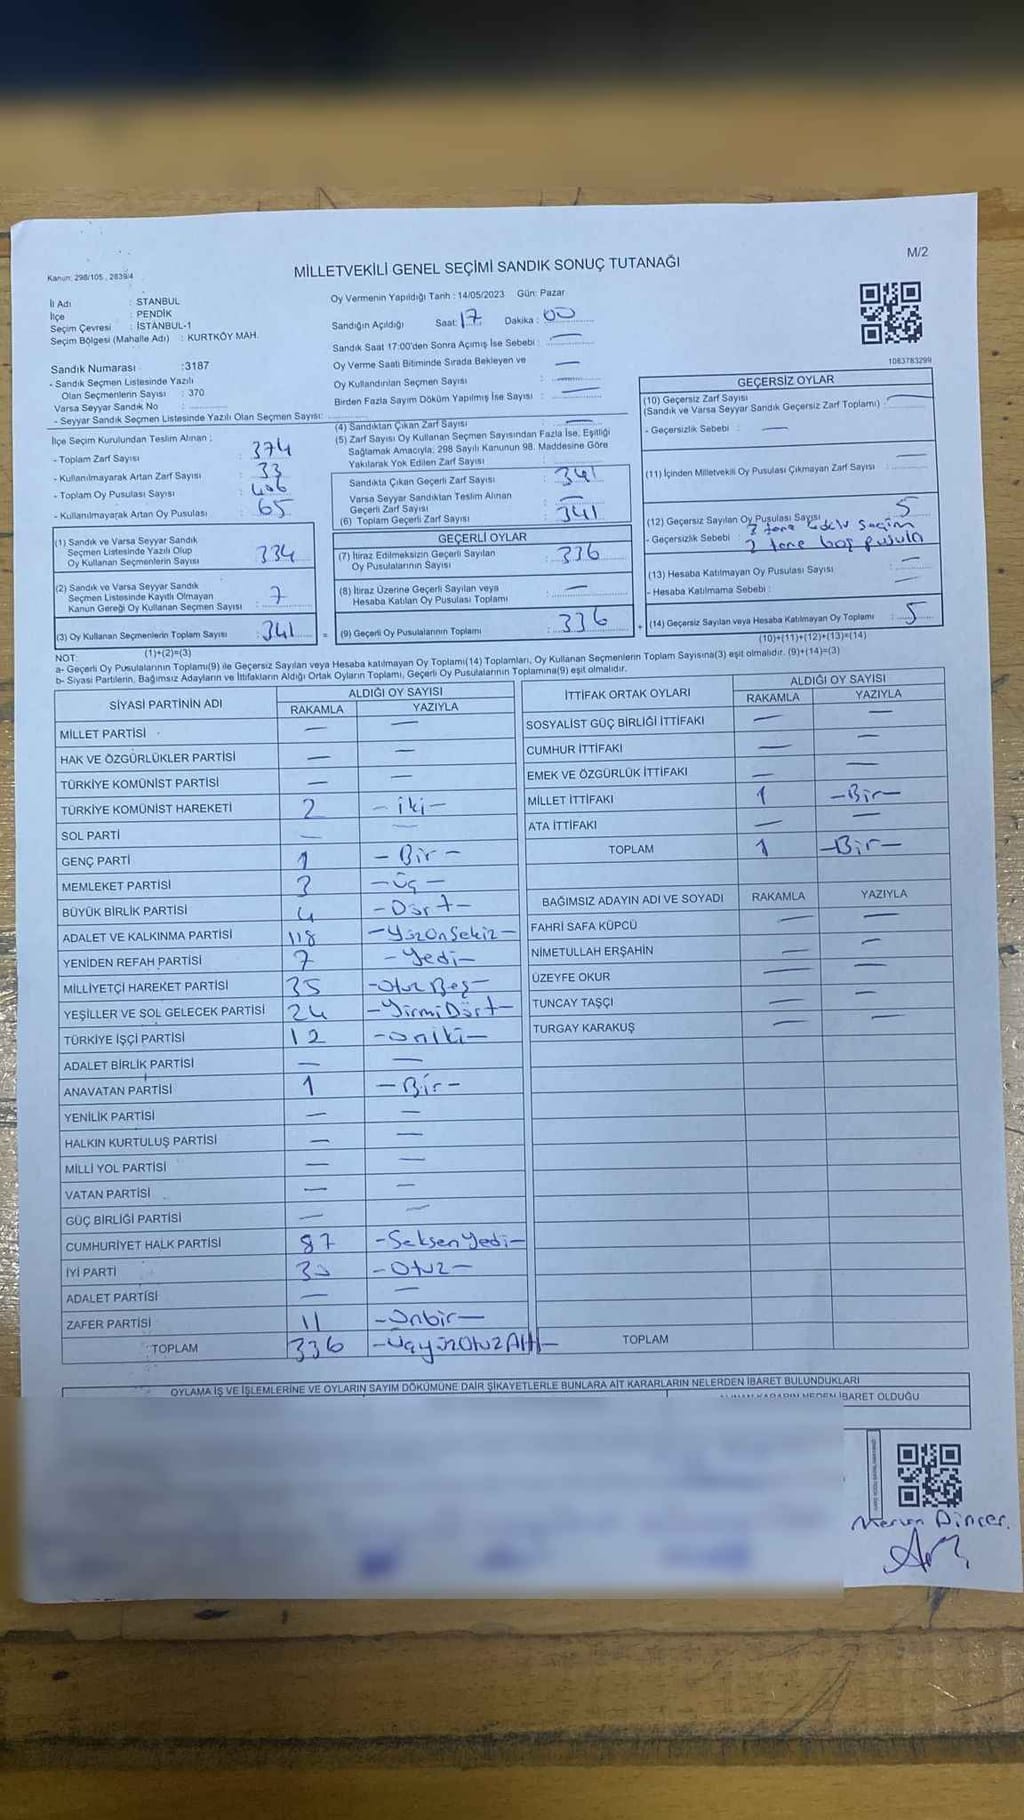 M/2
Kanun: 298/105 , 2839/4
MİLLETVEKİLİ GENEL SEÇİMİ SANDIK SONUÇ TUTANAĞI
İl Adı : STANBUL
İlçe : PENDİK
Seçim Çevresi : İSTANBUL-1
Seçim Bölgesi (Mahalle Adı) : KURTKÖY MAH.
Sandık Numarası :3187
- Sandık Seçmen Listesinde Yazılı
Olan Seçmenlerin Sayısı : 370
Varsa Seyyar Sandık No :
- Seyyar Sandık Seçmen Listesinde Yazılı Olan Seçmen Sayısı:
Oy Vermenin Yapıldığı Tarih : 14/05/2023 Gün: Pazar
Sandığın Açıldığı Saat: 17 Dakika : 00
Sandık Saat 17:00'den Sonra Açımış İse Sebebi : —
Oy Verme Saati Bitiminde Sırada Bekleyen ve
Oy Kullandırılan Seçmen Sayısı : —
Birden Fazla Sayım Döküm Yapılmış İse Sayısı : —
1083783299
İlçe Seçim Kurulundan Teslim Alınan ;
- Toplam Zarf Sayısı : 374
- Kullanılmayarak Artan Zarf Sayısı : 33
- Toplam Oy Pusulası Sayısı : 406
- Kullanılmayarak Artan Oy Pusulası : 65
(1) Sandık ve Varsa Seyyar Sandık
Seçmen Listesinde Yazılı Olup
Oy Kullanan Seçmenlerin Sayısı : 334
(2) Sandık ve Varsa Seyyar Sandık
Seçmen Listesinde Kayıtlı Olmayan
Kanun Gereği Oy Kullanan Seçmen Sayısı : 7
(3) Oy Kullanan Seçmenlerin Toplam Sayısı : 341
(1)+(2)=(3)
(4) Sandıktan Çıkan Zarf Sayısı : —
(5) Zarf Sayısı Oy Kullanan Seçmen Sayısından Fazla İse, Eşitliği
Sağlamak Amacıyla; 298 Sayılı Kanunun 98. Maddesine Göre
Yakılarak Yok Edilen Zarf Sayısı :
Sandıkta Çıkan Geçerli Zarf Sayısı : 341
Varsa Seyyar Sandıktan Teslim Alınan
Geçerli Zarf Sayısı : —
(6) Toplam Geçerli Zarf Sayısı : 341
GEÇERLİ OYLAR
(7) İtiraz Edilmeksizin Geçerli Sayılan
Oy Pusulalarının Sayısı : 336
(8) İtiraz Üzerine Geçerli Sayılan veya
Hesaba Katılan Oy Pusulası Toplamı : —
= (9) Geçerli Oy Pusulalarının Toplamı : 336
GEÇERSİZ OYLAR
(10) Geçersiz Zarf Sayısı
(Sandık ve Varsa Seyyar Sandık Geçersiz Zarf Toplamı) : —
- Geçersizlik Sebebi : —
(11) İçinden Milletvekili Oy Pusulası Çıkmayan Zarf Sayısı : —
(12) Geçersiz Sayılan Oy Pusulası Sayısı : 5
- Geçersizlik Sebebi : 3 tane seçim
2 tane boş pusula
(13) Hesaba Katılmayan Oy Pusulası Sayısı : —
- Hesaba Katılmama Sebebi : —
+ (14) Geçersiz Sayılan veya Hesaba Katılmayan Oy Toplamı : 5
(10)+(11)+(12)+(13)=(14)
NOT:
a- Geçerli Oy Pusulalarının Toplamı(9) ile Geçersiz Sayılan veya Hesaba katılmayan Oy Toplamı(14) Toplamları, Oy Kullanan Seçmenlerin Toplam Sayısına(3) eşit olmalıdır. (9)+(14)=(3)
b- Siyasi Partilerin, Bağımsız Adayların ve İttifakların Aldığı Ortak Oyların Toplamı, Geçerli Oy Pusulalarının Toplamına(9) eşit olmalıdır.
SİYASİ PARTİNİN ADI ALDIĞI OY SAYISI
RAKAMLA YAZIYLA
MİLLET PARTİSİ — —
HAK VE ÖZGÜRLÜKLER PARTİSİ — —
TÜRKİYE KOMÜNİST PARTİSİ — —
TÜRKİYE KOMÜNİST HAREKETİ 2 – iki –
SOL PARTİ — —
GENÇ PARTİ 1 – Bir –
MEMLEKET PARTİSİ 3 – Üç –
BÜYÜK BİRLİK PARTİSİ 4 – Dört –
ADALET VE KALKINMA PARTİSİ 118 – YüzOnSekiz –
YENİDEN REFAH PARTİSİ 7 – Yedi –
MİLLİYETÇİ HAREKET PARTİSİ 35 – Otuz Beş –
YEŞİLLER VE SOL GELECEK PARTİSİ 24 – YirmiDört –
TÜRKİYE İŞÇİ PARTİSİ 12 – oniki –
ADALET BİRLİK PARTİSİ — —
ANAVATAN PARTİSİ 1 – Bir –
YENİLİK PARTİSİ — —
HALKIN KURTULUŞ PARTİSİ — —
MİLLİ YOL PARTİSİ — —
VATAN PARTİSİ — —
GÜÇ BİRLİĞİ PARTİSİ — —
CUMHURİYET HALK PARTİSİ 87 – SeksenYedi –
İYİ PARTİ 30 – Otuz –
ADALET PARTİSİ — —
ZAFER PARTİSİ 11 – Onbir –
TOPLAM 336 – ÜçyüzOtuzAltı –
İTTİFAK ORTAK OYLARI ALDIĞI OY SAYISI
RAKAMLA YAZIYLA
SOSYALİST GÜÇ BİRLİĞİ İTTİFAKI — —
CUMHUR İTTİFAKI — —
EMEK VE ÖZGÜRLÜK İTTİFAKI — —
MİLLET İTTİFAKI 1 – Bir –
ATA İTTİFAKI — —
TOPLAM 1 – Bir –
BAĞIMSIZ ADAYIN ADI VE SOYADI RAKAMLA YAZIYLA
FAHRİ SAFA KÜPCÜ — —
NİMETULLAH ERŞAHİN — —
ÜZEYFE OKUR — —
TUNCAY TAŞÇI — —
TURGAY KARAKUŞ — —
TOPLAM
OYLAMA İŞ VE İŞLEMLERİNE VE OYLARIN SAYIM DÖKÜMÜNE DAİR ŞİKAYETLERLE BUNLARA AİT KARARLARIN NELERDEN İBARET BULUNDUKLARI
ALINAN KARARIN NEDEN İBARET OLDUĞU
Dincer.